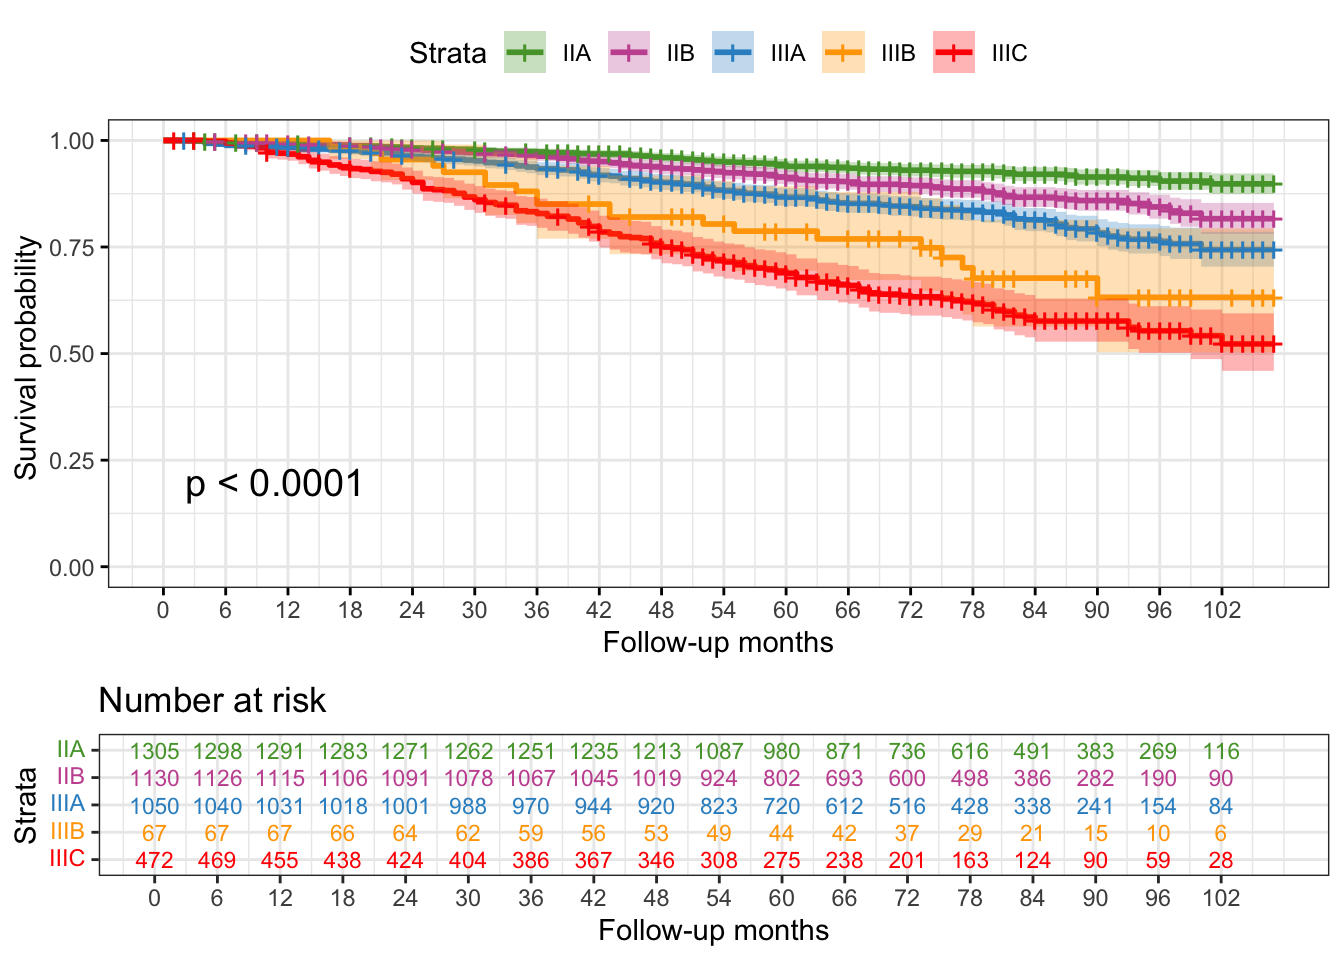 Strata IIA IIB IIIA IIIB IIIC
Survival probability
1.00
0.75
0.50
0.25
0.00
p < 0.0001
0 6 12 18 24 30 36 42 48 54 60 66 72 78 84 90 96 102
Follow-up months
Number at risk
Strata
IIA 1305 1298 1291 1283 1271 1262 1251 1235 1213 1087 980 871 736 616 491 383 269 116
IIB 1130 1126 1115 1106 1091 1078 1067 1045 1019 924 802 693 600 498 386 282 190 90
IIIA 1050 1040 1031 1018 1001 988 970 944 920 823 720 612 516 428 338 241 154 84
IIIB 67 67 67 66 64 62 59 56 53 49 44 42 37 29 21 15 10 6
IIIC 472 469 455 438 424 404 386 367 346 308 275 238 201 163 124 90 59 28
0 6 12 18 24 30 36 42 48 54 60 66 72 78 84 90 96 102
Follow-up months